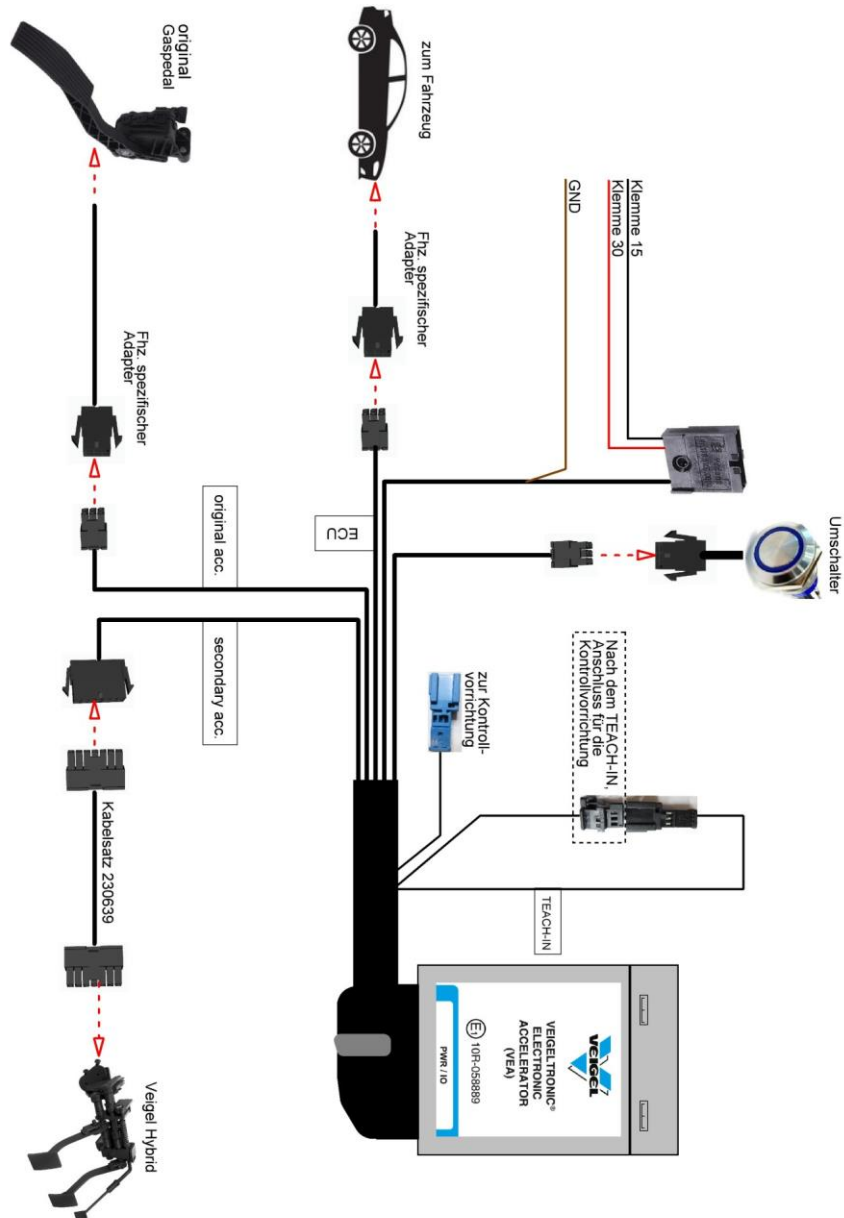 original
Gaspedal
zum Fahrzeug
Fhz. spezifischer
Adapter
Fhz. spezifischer
Adapter
GND
Klemme 15
Klemme 30
Umschalter
original acc.
ECU
secondary acc.
zur Kontroll-
vorrichtung
Nach dem TEACH-IN,
Anschluss für die
Kontrollvorrichtung
TEACH-IN
Kabelsatz 230639
Veigel Hybrid
VEIGEL
VEIGELTRONIC®
ELECTRONIC
ACCELERATOR
(VEA)
E1 10R-058889
PWR / IO